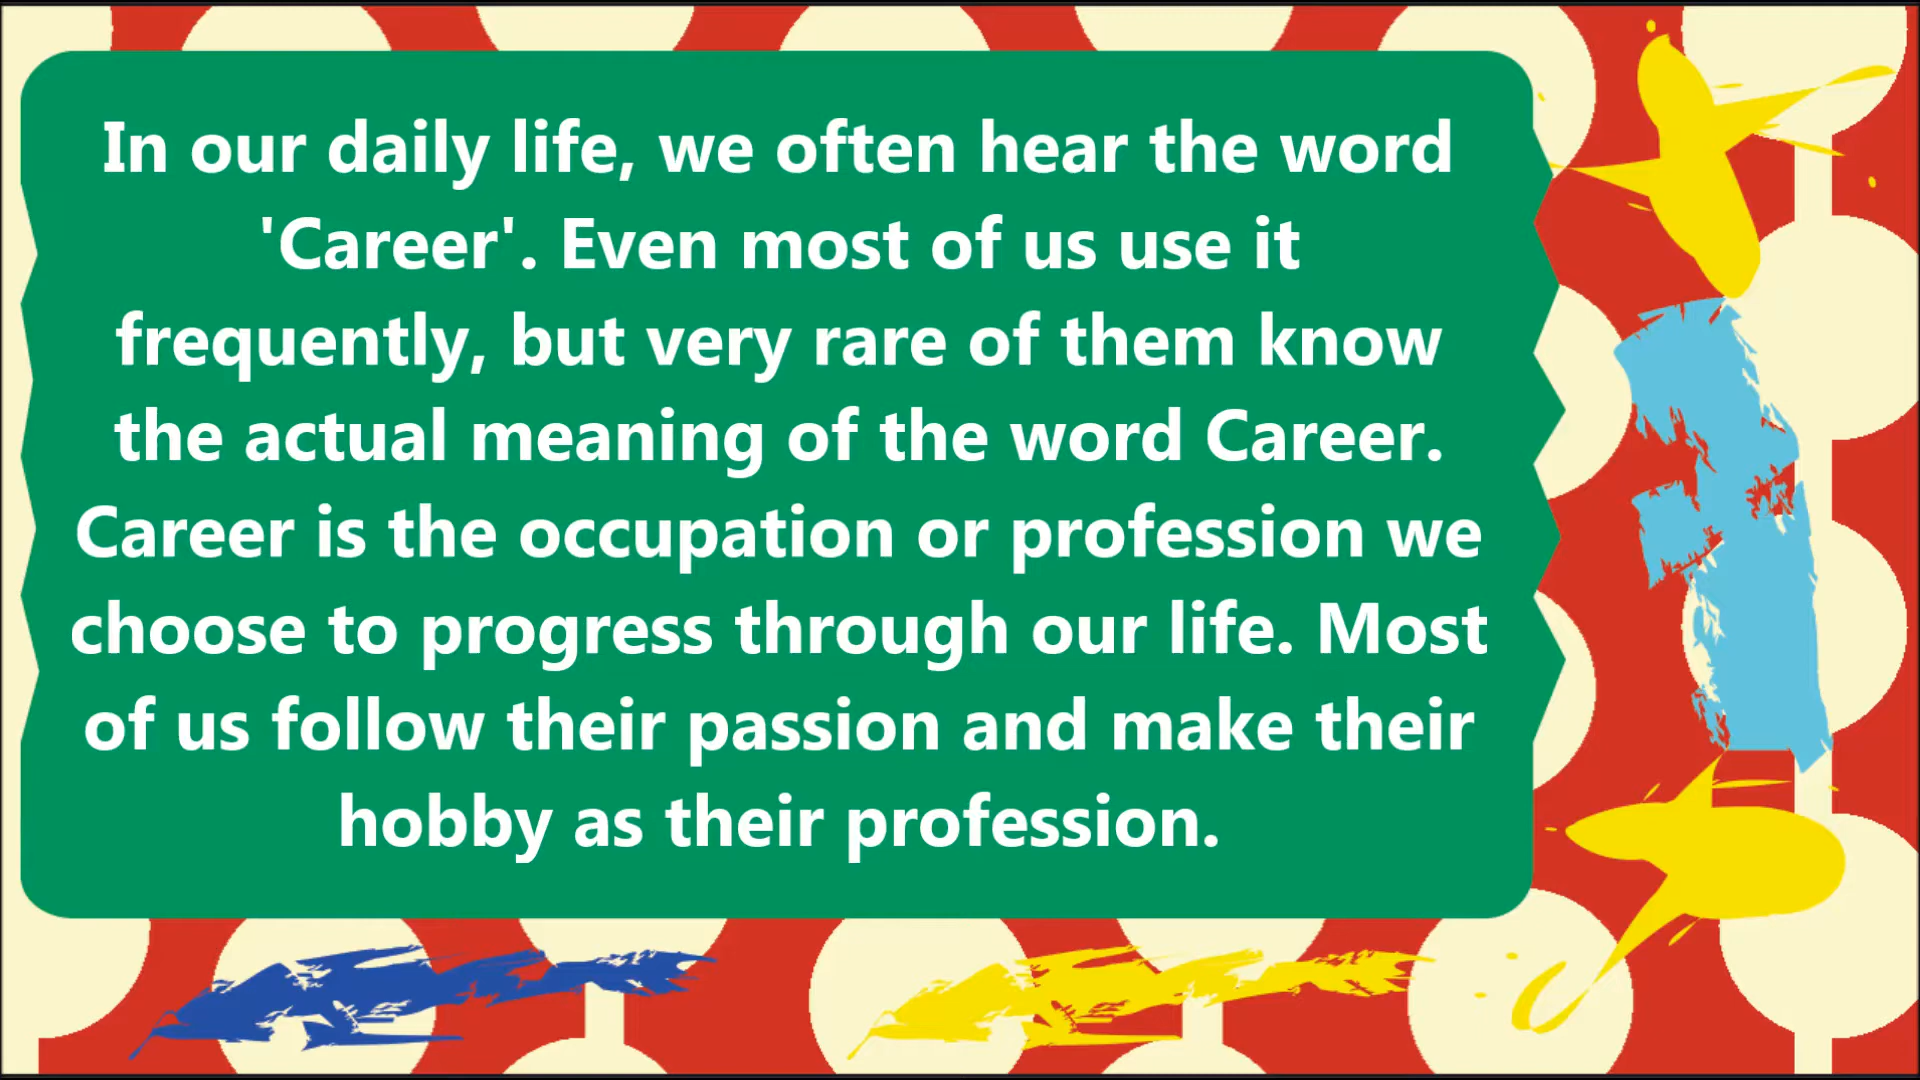 In our daily life, we often hear the word
'Career'. Even most of us use it
frequently, but very rare of them know
the actual meaning of the word Career.
Career is the occupation or profession we
choose to progress through our life. Most
of us follow their passion and make their
hobby as their profession.